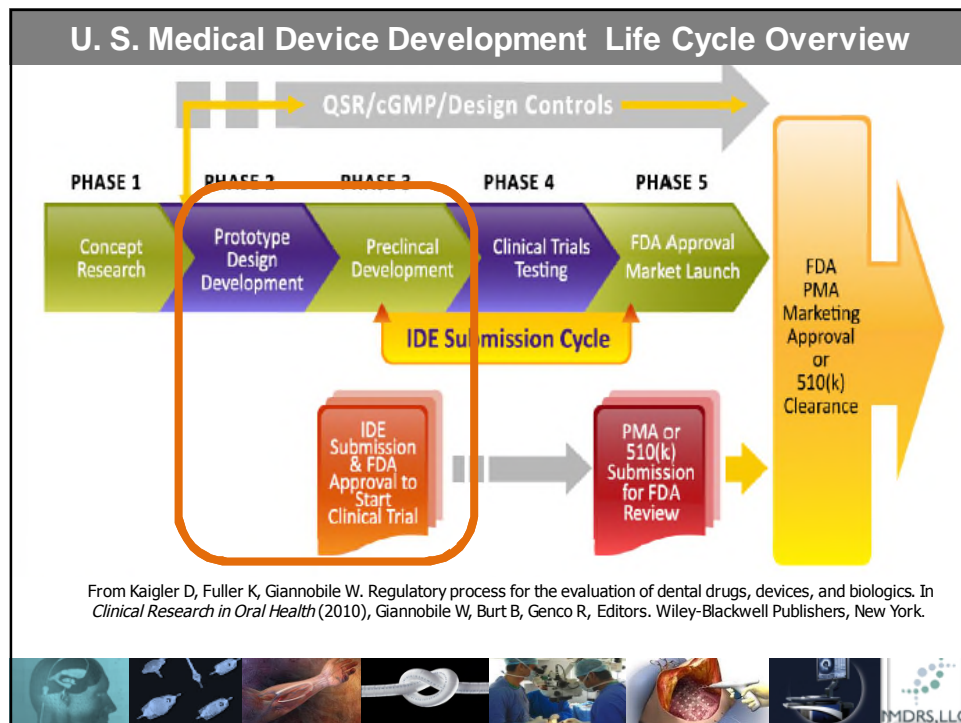 U. S. Medical Device Development Life Cycle Overview
QSR/cGMP/Design Controls
PHASE 1
PHASE 2
PHASE 3
PHASE 4
PHASE 5
Concept
Research
Prototype
Design
Development
Preclincal
Development
Clinical Trials
Testing
FDA Approval
Market Launch
IDE Submission Cycle
FDA
PMA
Marketing
Approval
or
510(k)
Clearance
IDE
Submission
& FDA
Approval to
Start
Clinical Trial
PMA or
510(k)
Submission
for FDA
Review
From Kaigler D, Fuller K, Giannobile W. Regulatory process for the evaluation of dental drugs, devices, and biologics. In
Clinical Research in Oral Health (2010), Giannobile W, Burt B, Genco R, Editors. Wiley-Blackwell Publishers, New York.